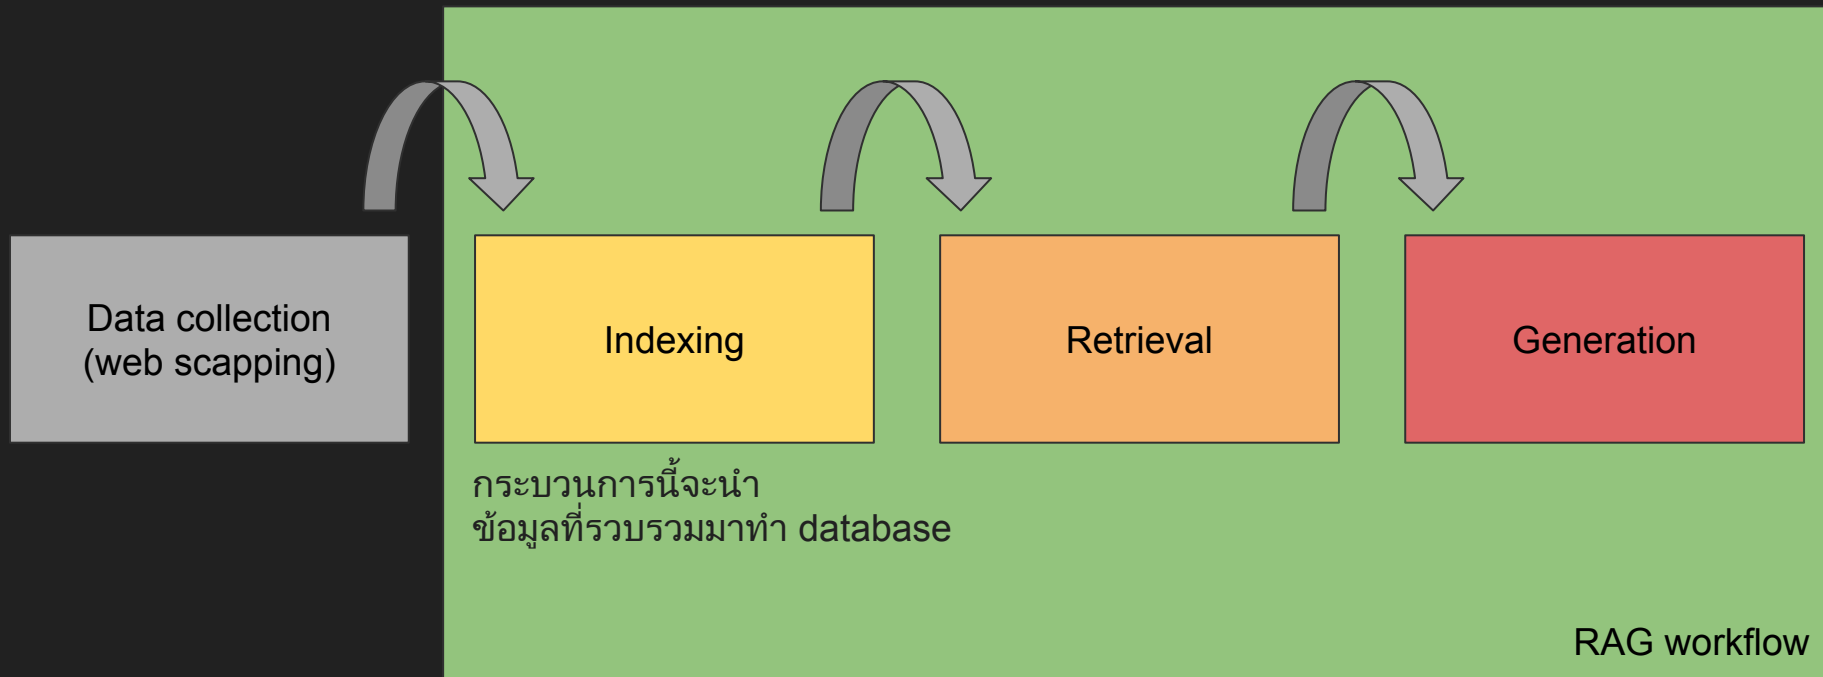 Data collection
(web scapping)
Indexing
Retrieval
Generation
กระบวนการนี้จะนำ
ข้อมูลที่รวบรวมมาทำ database
RAG workflow